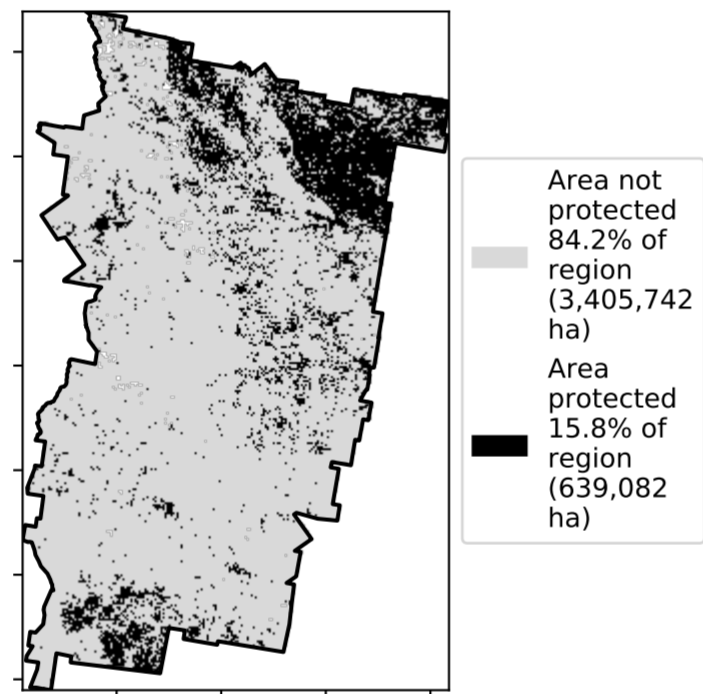 Area not
protected
84.2% of
region
(3,405,742
ha)
Area
protected
15.8% of
region
(639,082
ha)